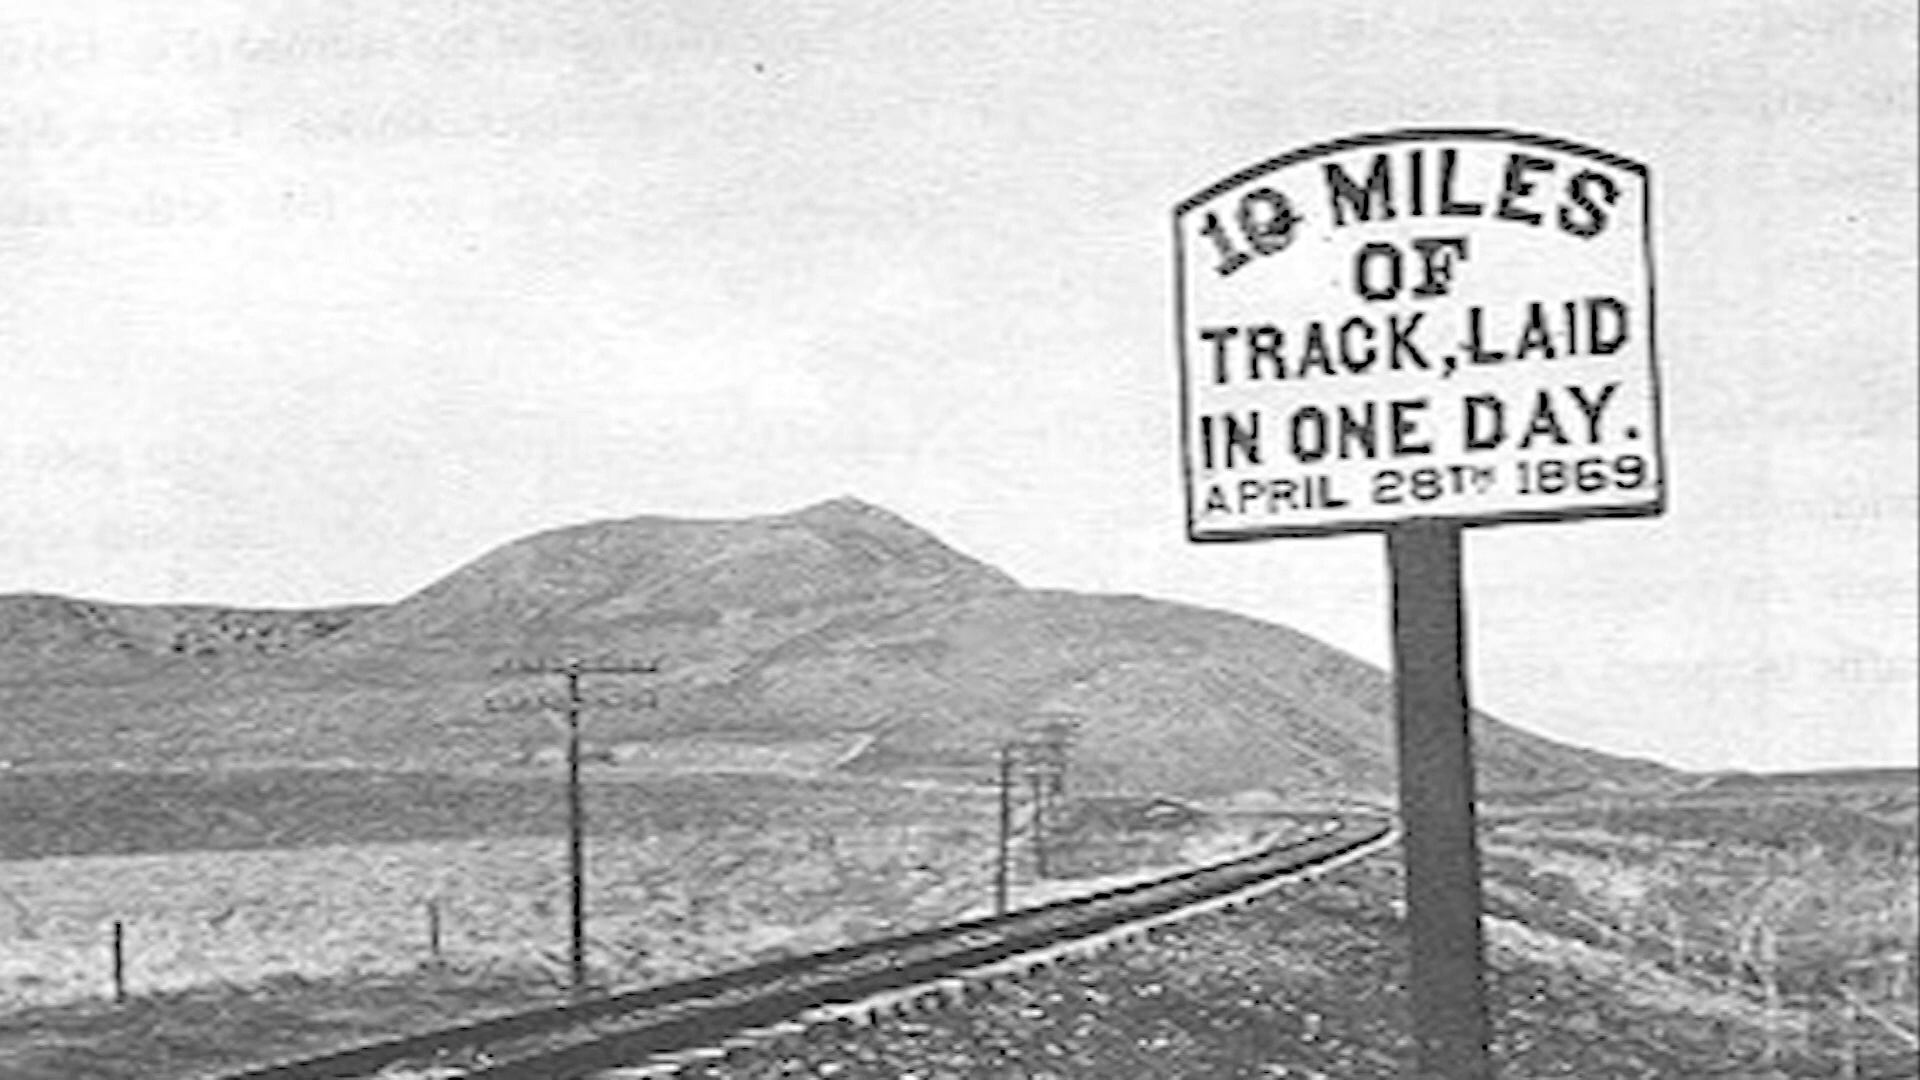 10 MILES
OF
TRACK, LAID
IN ONE DAY.
APRIL 28TH 1869